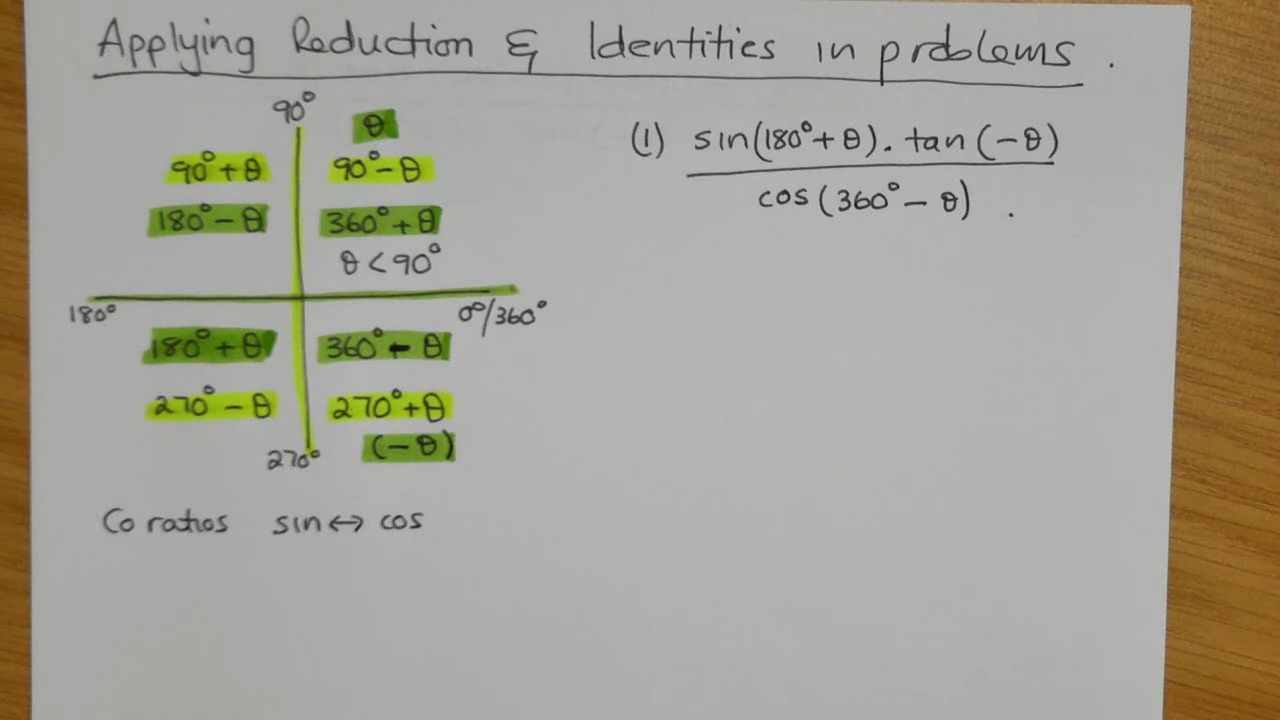 Applying Reduction & Identities in problems.
90°
θ
90°+θ
90°-θ
180°-θ
360°+θ
θ<90°
180°
0°/360°
180°+θ
360°-θ
270°-θ
270°+θ
(-θ)
270°
Co ratios sin↔cos
(1) sin(180°+θ). tan(-θ)
cos(360°-θ) .